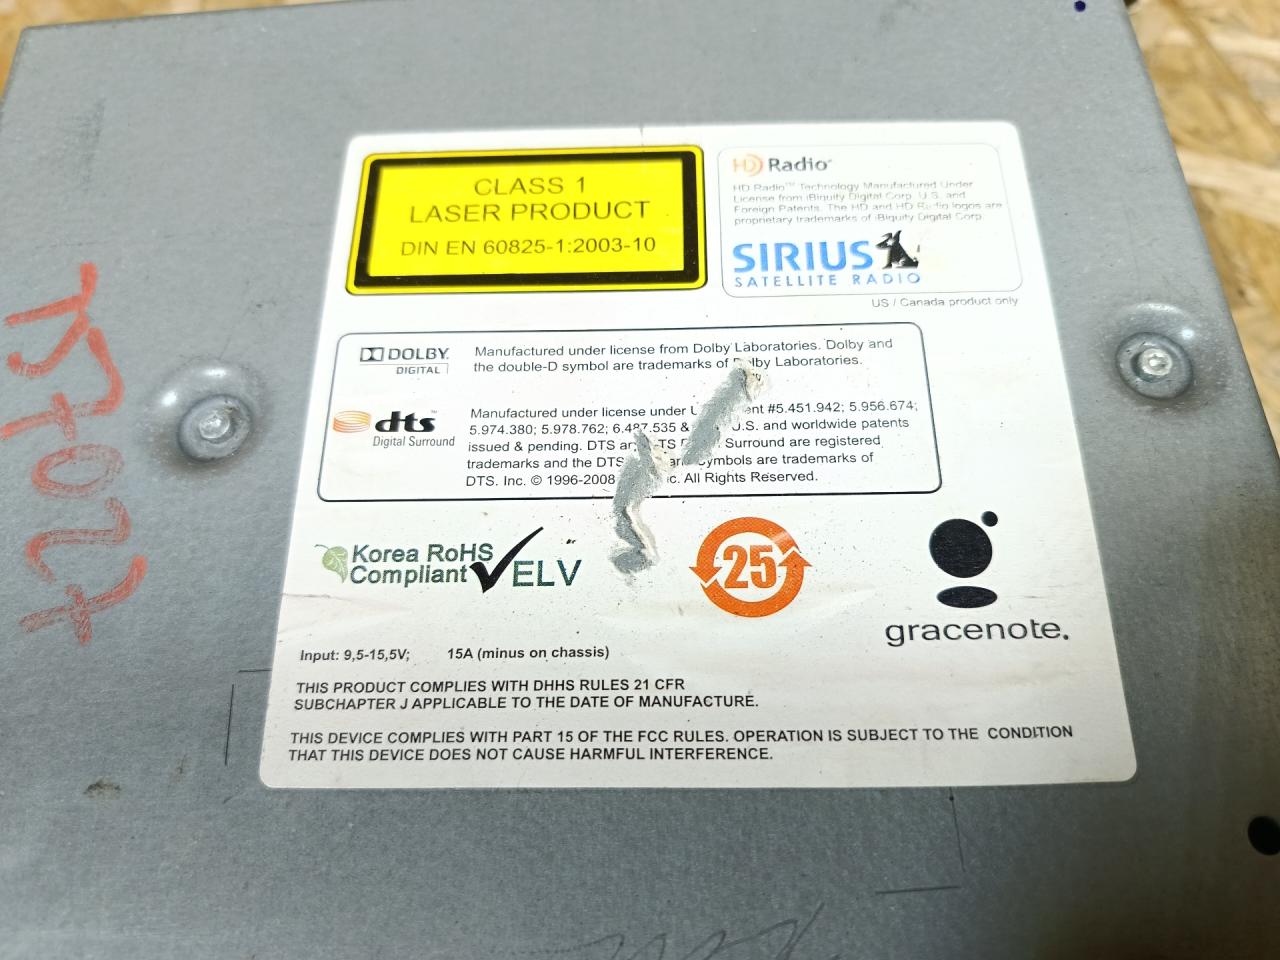 CLASS 1
LASER PRODUCT
DIN EN 60825-1:2003-10
HD Radio™
HD Radio™ Technology Manufactured Under
License from iBiquity Digital Corp. U.S. and
Foreign Patents. The HD and HD Radio logos are
proprietary trademarks of iBiquity Digital Corp.
SIRIUS
SATELLITE RADIO
US / Canada product only
DOLBY
DIGITAL
Manufactured under license from Dolby Laboratories. Dolby and
the double-D symbol are trademarks of Dolby Laboratories.
dts™
Digital Surround
Manufactured under license under #5.451.942; 5.956.674;
5.974.380; 5.978.762; 6.487.535 & U.S. and worldwide patents
issued & pending. DTS Surround are registered
trademarks and the DTS Symbols are trademarks of
DTS. Inc. © 1996-2008 All Rights Reserved.
Korea RoHS
Compliant
ELV
25
gracenote.
Input: 9,5-15,5V; 15A (minus on chassis)
THIS PRODUCT COMPLIES WITH DHHS RULES 21 CFR
SUBCHAPTER J APPLICABLE TO THE DATE OF MANUFACTURE.
THIS DEVICE COMPLIES WITH PART 15 OF THE FCC RULES. OPERATION IS SUBJECT TO THE CONDITION
THAT THIS DEVICE DOES NOT CAUSE HARMFUL INTERFERENCE.